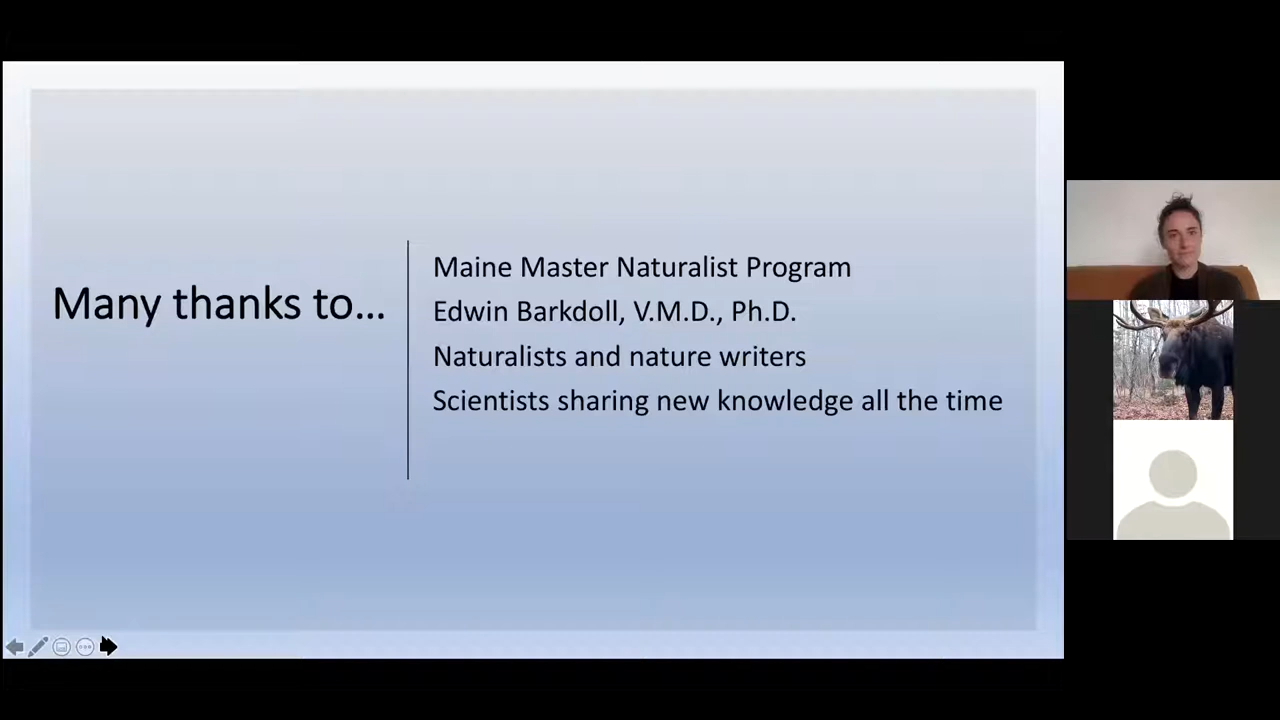 Many thanks to...
Maine Master Naturalist Program
Edwin Barkdoll, V.M.D., Ph.D.
Naturalists and nature writers
Scientists sharing new knowledge all the time